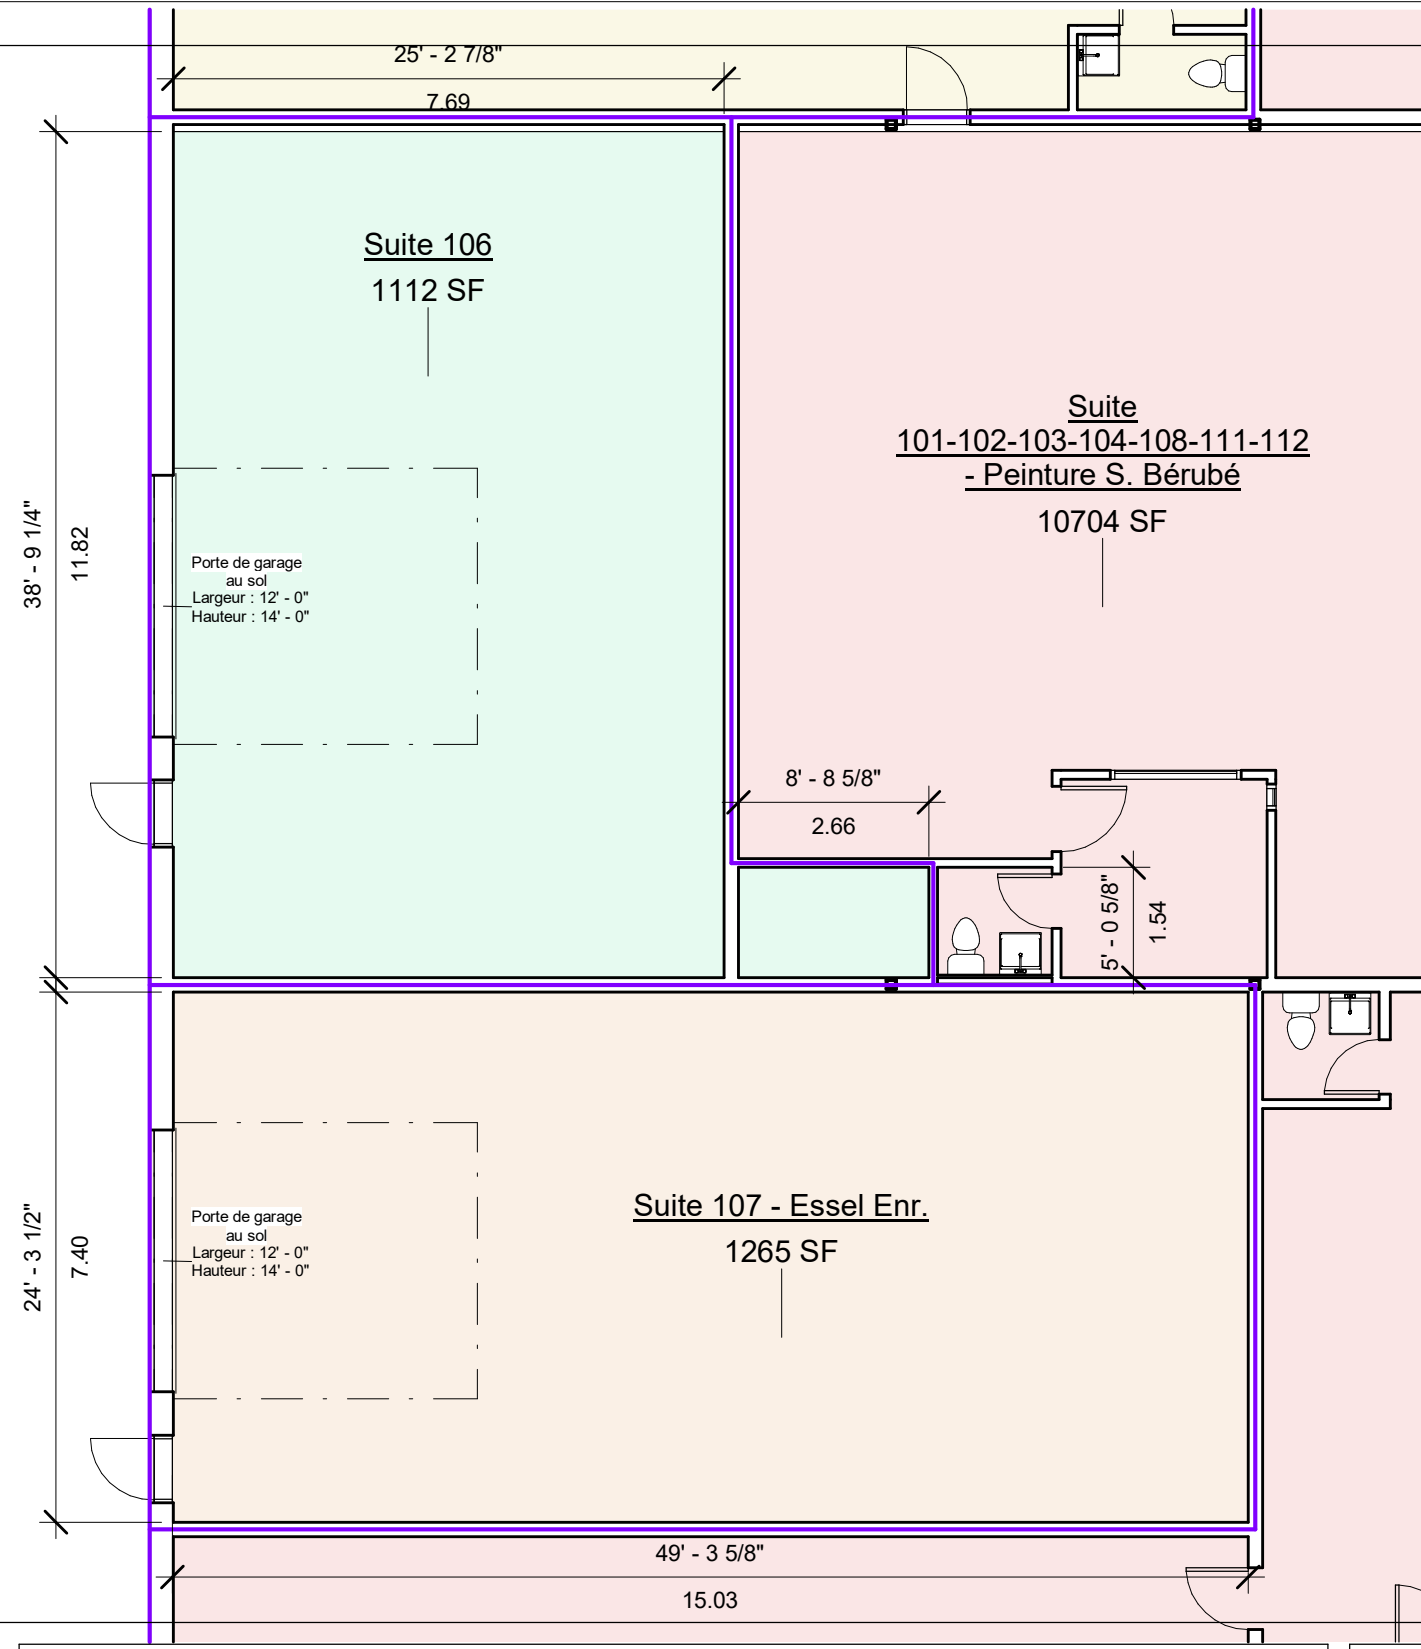 25' - 2 7/8"
7.69
Suite 106
1112 SF
Suite
101-102-103-104-108-111-112
- Peinture S. Bérubé
10704 SF
38' - 9 1/4"
11.82
Porte de garage
au sol
Largeur : 12' - 0"
Hauteur : 14' - 0"
8' - 8 5/8"
2.66
5' - 0 5/8"
1.54
24' - 3 1/2"
7.40
Porte de garage
au sol
Largeur : 12' - 0"
Hauteur : 14' - 0"
Suite 107 - Essel Enr.
1265 SF
49' - 3 5/8"
15.03